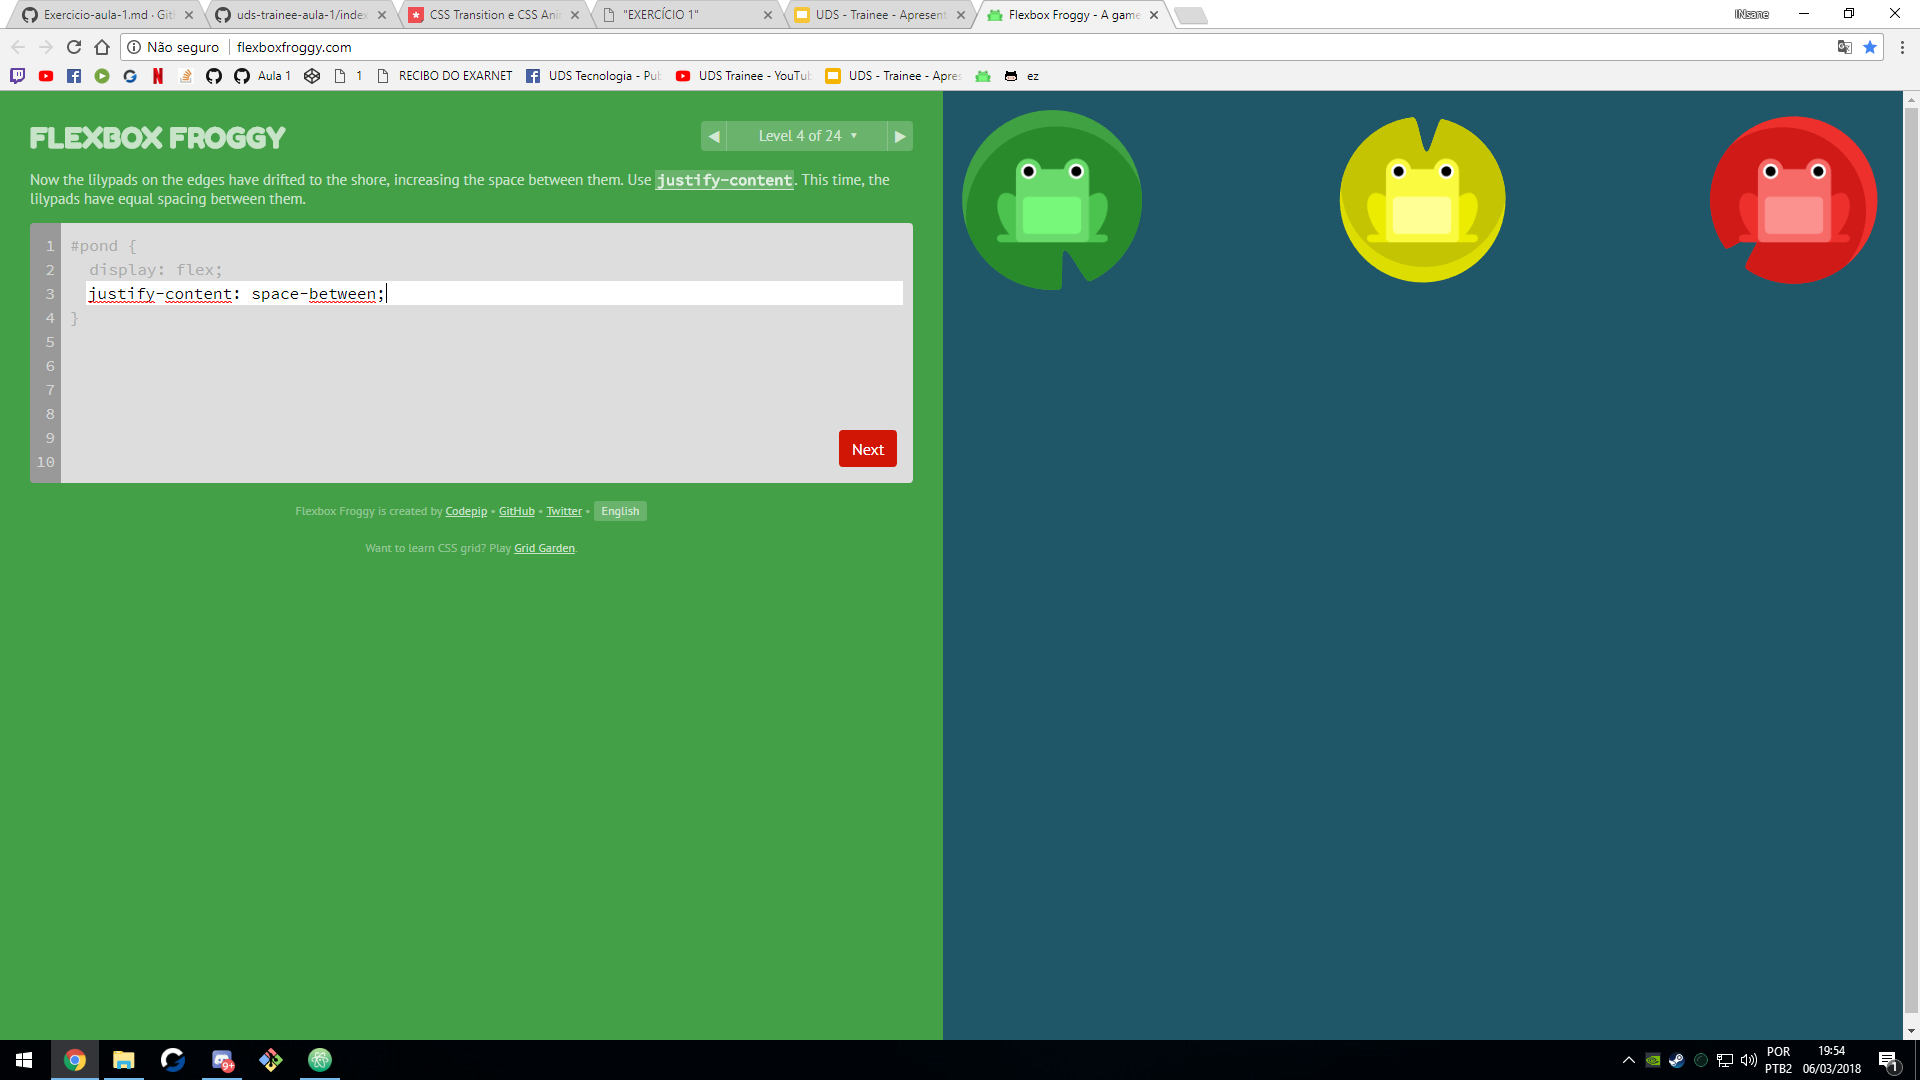 Exercicio-aula-1.md · Git
uds-trainee-aula-1/index
CSS Transition e CSS Ani
"EXERCÍCIO 1"
UDS - Trainee - Apresent
Flexbox Froggy - A game
INsane
Não seguro
flexboxfroggy.com
Aula 1
1
RECIBO DO EXARNET
UDS Tecnologia - Pub
UDS Trainee - YouTub
UDS - Trainee - Apres
ez
FLEXBOX FROGGY
◀ Level 4 of 24 ▼ ▶
Now the lilypads on the edges have drifted to the shore, increasing the space between them. Use justify-content. This time, the
lilypads have equal spacing between them.
1 #pond {
2 display: flex;
3 justify-content: space-between;
4 }
5
6
7
8
9
10
Next
Flexbox Froggy is created by Codepip • GitHub • Twitter • English
Want to learn CSS grid? Play Grid Garden.
9+
POR
PTB2
19:54
06/03/2018
1